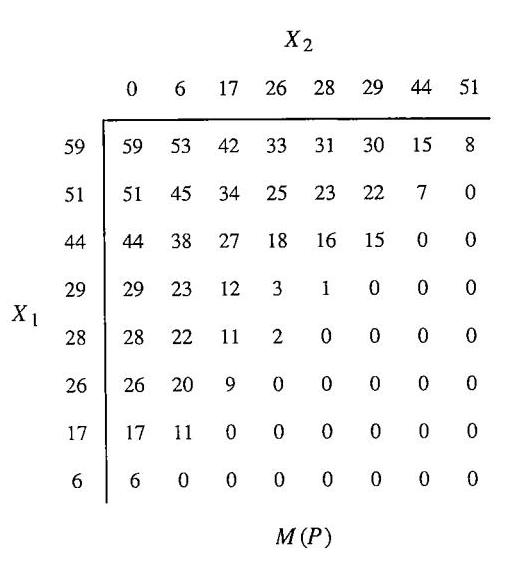 X2
0 6 17 26 28 29 44 51
59 59 53 42 33 31 30 15 8
51 51 45 34 25 23 22 7 0
44 44 38 27 18 16 15 0 0
29 29 23 12 3 1 0 0 0
X1
28 28 22 11 2 0 0 0 0
26 26 20 9 0 0 0 0 0
17 17 11 0 0 0 0 0 0
6 6 0 0 0 0 0 0 0
M(P)